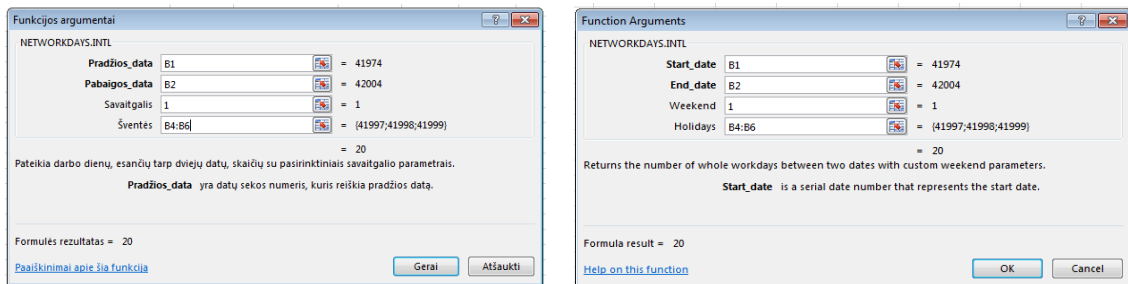 Funkcijos argumentai
NETWORKDAYS.INTL
Pradžios_data B1 = 41974
Pabaigos_data B2 = 42004
Savaitgalis 1 = 1
Šventės B4:B6 = {41997;41998;41999}
= 20
Pateikia darbo dienų, esančių tarp dviejų datų, skaičių su pasirinktiniais savaitgalio parametrais.
Pradžios_data yra datų sekos numeris, kuris reiškia pradžios datą.
Formulės rezultatas = 20
Paaiškinimai apie šia funkcija
Gerai Atšaukti
Function Arguments
NETWORKDAYS.INTL
Start_date B1 = 41974
End_date B2 = 42004
Weekend 1 = 1
Holidays B4:B6 = {41997;41998;41999}
= 20
Returns the number of whole workdays between two dates with custom weekend parameters.
Start_date is a serial date number that represents the start date.
Formula result = 20
Help on this function
OK Cancel